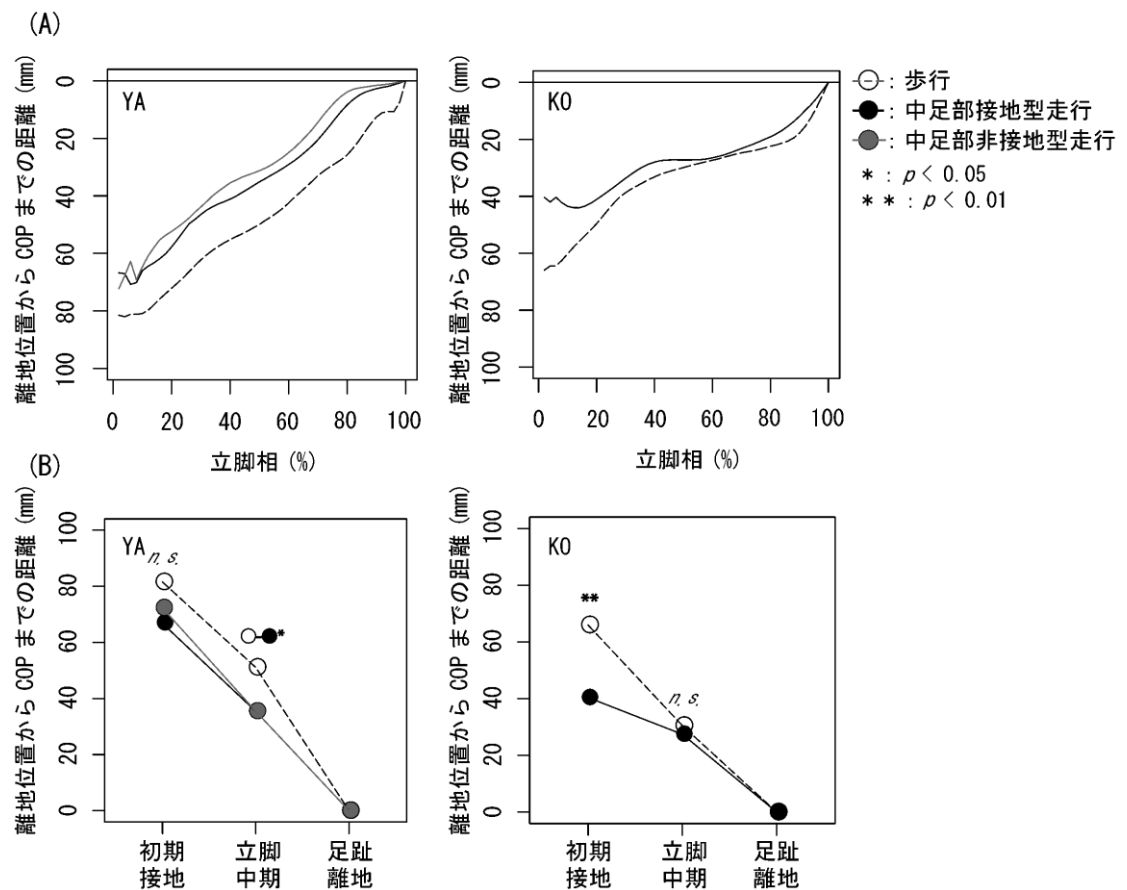 (A)
離地位置から COP までの距離 (mm)
0
20
40
60
80
100
YA
0 20 40 60 80 100
立脚相 (%)
離地位置から COP までの距離 (mm)
0
20
40
60
80
100
KO
0 20 40 60 80 100
立脚相 (%)
: 歩行
: 中足部接地型走行
: 中足部非接地型走行
* : p < 0.05
** : p < 0.01
(B)
離地位置から COP までの距離 (mm)
100
80
60
40
20
0
YA
n. s.
*
初期
接地
立脚
中期
足趾
離地
離地位置から COP までの距離 (mm)
100
80
60
40
20
0
KO
**
n. s.
初期
接地
立脚
中期
足趾
離地